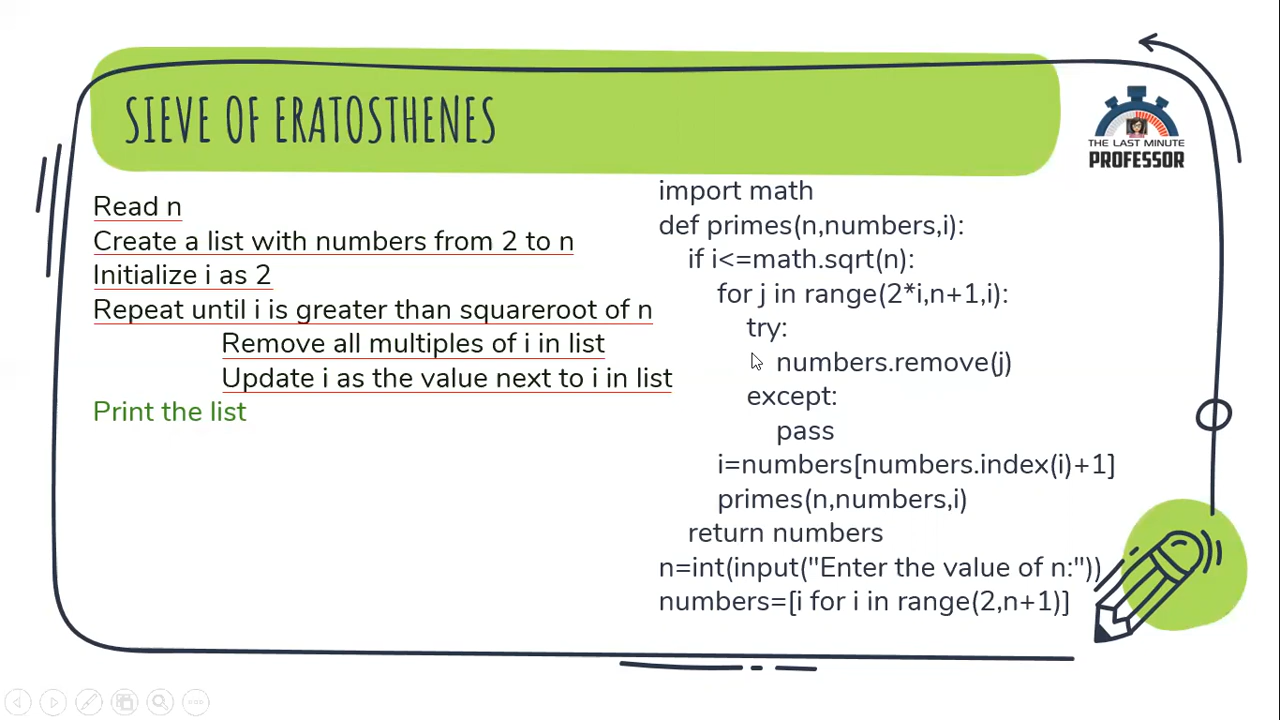 SIEVE OF ERATOSTHENES
THE LAST MINUTE
PROFESSOR
Read n
Create a list with numbers from 2 to n
Initialize i as 2
Repeat until i is greater than squareroot of n
Remove all multiples of i in list
Update i as the value next to i in list
Print the list
import math
def primes(n,numbers,i):
if i<=math.sqrt(n):
for j in range(2*i,n+1,i):
try:
numbers.remove(j)
except:
pass
i=numbers[numbers.index(i)+1]
primes(n,numbers,i)
return numbers
n=int(input("Enter the value of n:"))
numbers=[i for i in range(2,n+1)]